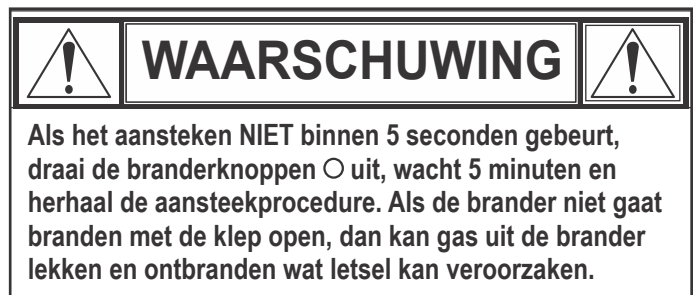 WAARSCHUWING
Als het aansteken NIET binnen 5 seconden gebeurt,
draai de branderknoppen O uit, wacht 5 minuten en
herhaal de aansteekprocedure. Als de brander niet gaat
branden met de klep open, dan kan gas uit de brander
lekken en ontbranden wat letsel kan veroorzaken.